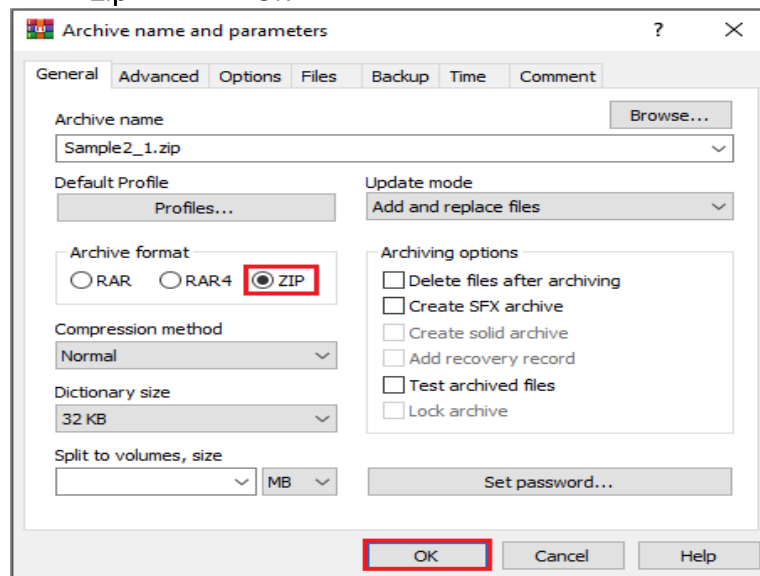 Archive name and parameters ? ×
General Advanced Options Files Backup Time Comment
Archive name
Browse...
Sample2_1.zip
Default Profile
Profiles...
Update mode
Add and replace files
Archive format
RAR RAR4 ZIP
Compression method
Normal
Dictionary size
32 KB
Split to volumes, size
MB
Archiving options
Delete files after archiving
Create SFX archive
Create solid archive
Add recovery record
Test archived files
Lock archive
Set password...
OK Cancel Help